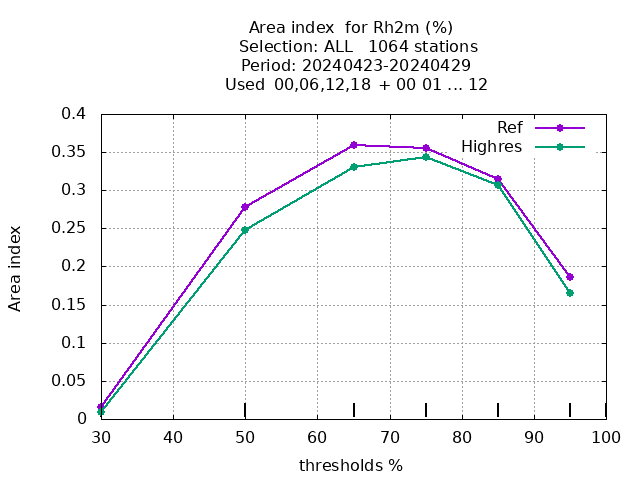 Area index  for Rh2m (%)
Selection: ALL   1064 stations
Period: 20240423-20240429
Used  00,06,12,18  + 00 01 ... 12
Ref
Highres
0.4
0.35
0.3
0.25
0.2
0.15
0.1
0.05
0
Area index
30 40 50 60 70 80 90 100
thresholds %